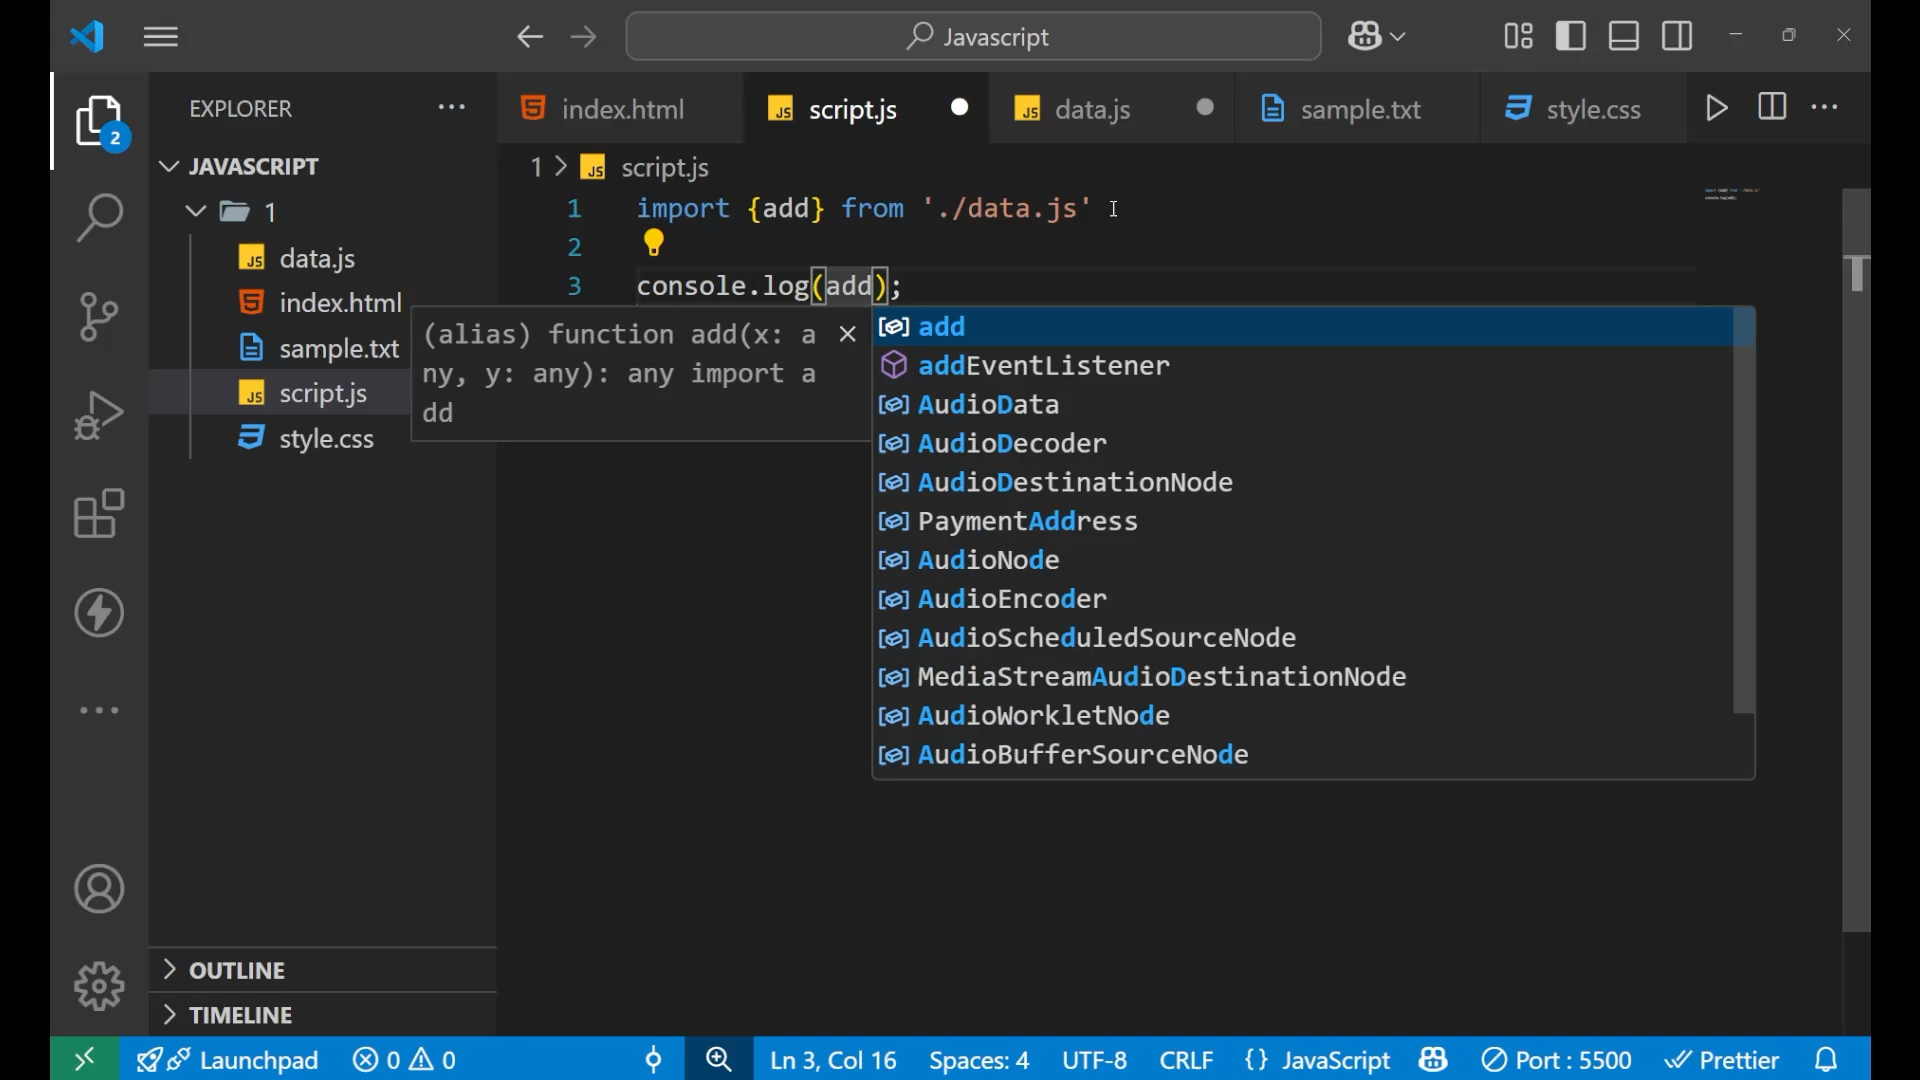 Javascript
EXPLORER
index.html
script.js
data.js
sample.txt
style.css
2
JAVASCRIPT
1
data.js
index.html
sample.txt
script.js
style.css
1 > script.js
1 import {add} from './data.js'
2
3 console.log(add);
(alias) function add(x: a
ny, y: any): any import a
dd
add
addEventListener
AudioData
AudioDecoder
AudioDestinationNode
PaymentAddress
AudioNode
AudioEncoder
AudioScheduledSourceNode
MediaStreamAudioDestinationNode
AudioWorkletNode
AudioBufferSourceNode
OUTLINE
TIMELINE
Launchpad 0 0 Ln 3, Col 16 Spaces: 4 UTF-8 CRLF {} JavaScript Port : 5500 Prettier